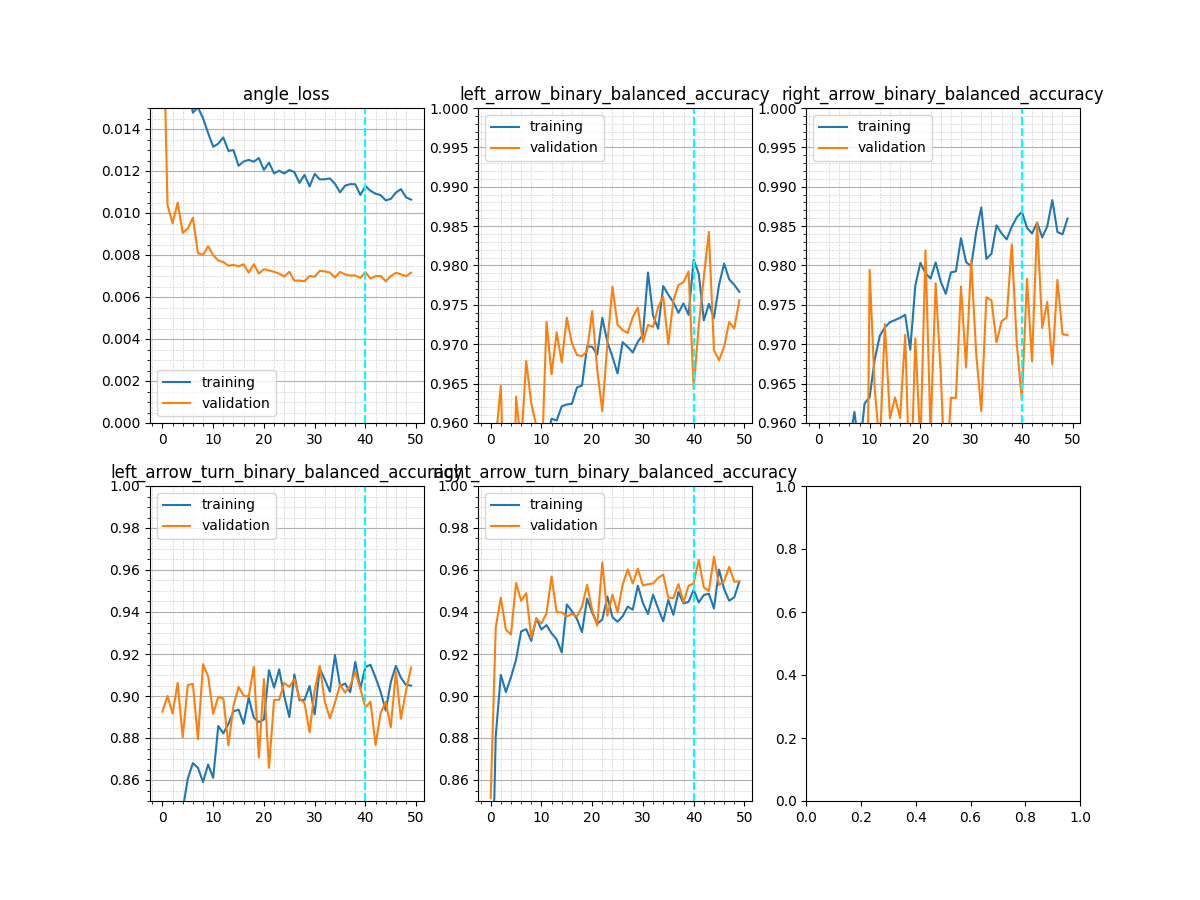 angle_loss
left_arrow_binary_balanced_accuracy
right_arrow_binary_balanced_accuracy
0.014
0.012
0.010
0.008
0.006
0.004
0.002
0.000
training
validation
0 10 20 30 40 50
1.000
0.995
0.990
0.985
0.980
0.975
0.970
0.965
0.960
training
validation
0 10 20 30 40 50
1.000
0.995
0.990
0.985
0.980
0.975
0.970
0.965
0.960
training
validation
0 10 20 30 40 50
left_arrow_turn_binary_balanced_accuracy
right_arrow_turn_binary_balanced_accuracy
1.00
0.98
0.96
0.94
0.92
0.90
0.88
0.86
training
validation
0 10 20 30 40 50
1.00
0.98
0.96
0.94
0.92
0.90
0.88
0.86
training
validation
0 10 20 30 40 50
1.0
0.8
0.6
0.4
0.2
0.0
0.0 0.2 0.4 0.6 0.8 1.0